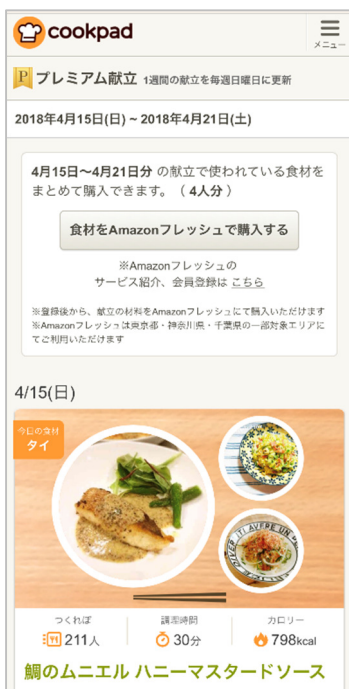 cookpad
メニュー
P プレミアム献立 1週間の献立を毎週日曜日に更新
2018年4月15日(日) ~ 2018年4月21日(土)
4月15日〜4月21日分 の献立で使われている食材を
まとめて購入できます。（ 4人分 ）
食材をAmazonフレッシュで購入する
※Amazonフレッシュの
サービス紹介、会員登録は こちら
※登録後から、献立の材料をAmazonフレッシュにて購入いただけます
※Amazonフレッシュは東京都・神奈川県・千葉県の一部対象エリアに
てご利用いただけます
4/15(日)
今日の食材
タイ
つくれぽ 調理時間 カロリー
211人 30分 798kcal
鯛のムニエル ハニーマスタードソース